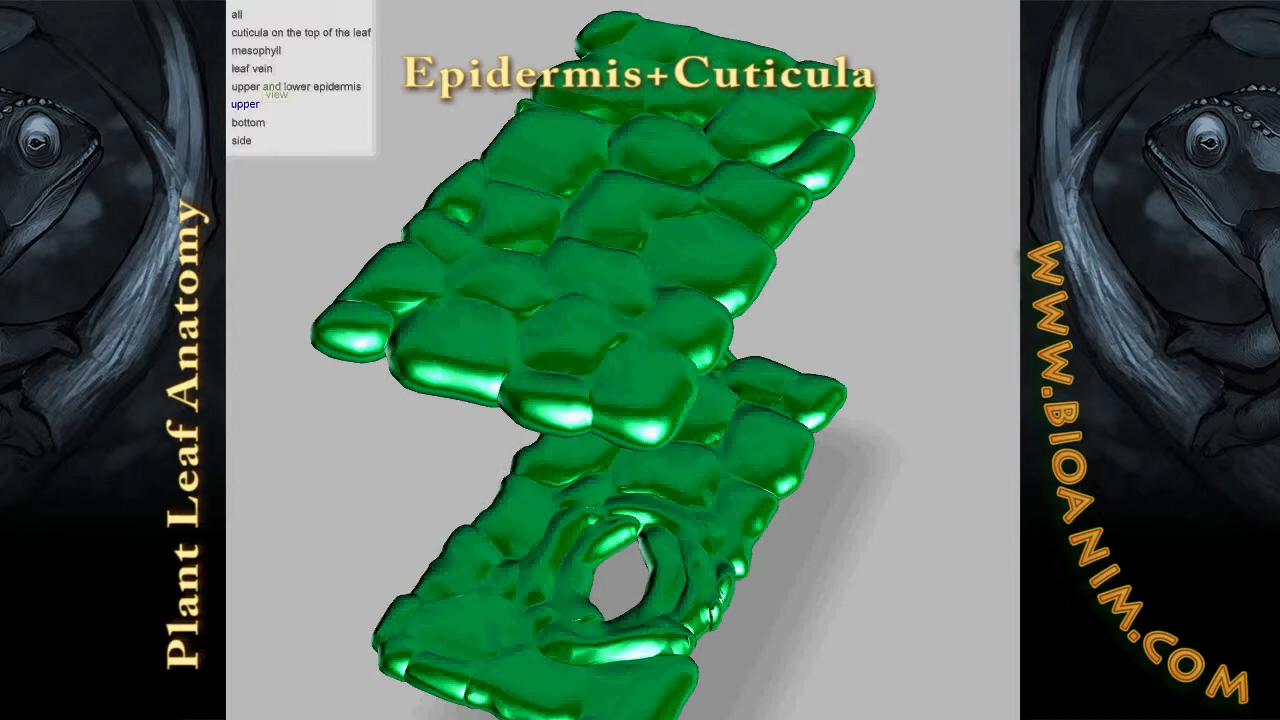 all
cuticula on the top of the leaf
mesophyll
leaf vein
upper and lower epidermis
view
upper
bottom
side
Epidermis+Cuticula
Plant Leaf Anatomy
WWW.BIOANIM.COM